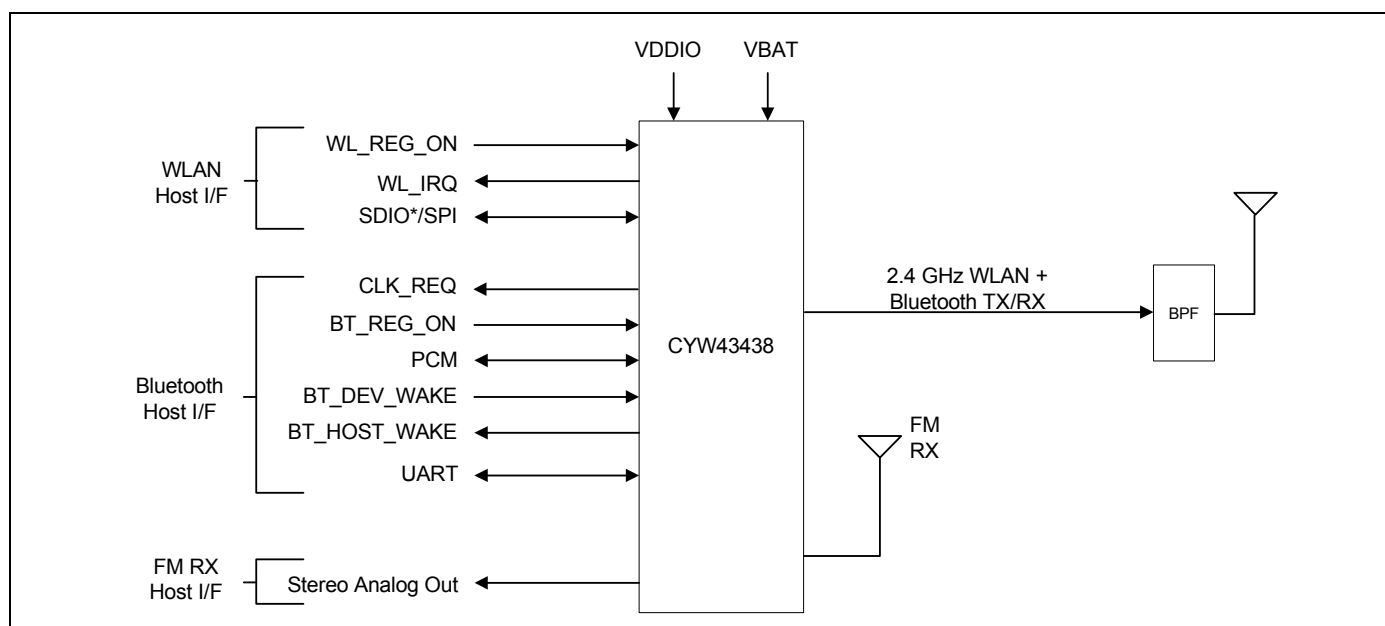 VDDIO VBAT
WLAN
Host I/F
WL_REG_ON
WL_IRQ
SDIO*/SPI
Bluetooth
Host I/F
CLK_REQ
BT_REG_ON
PCM
BT_DEV_WAKE
BT_HOST_WAKE
UART
FM RX
Host I/F
Stereo Analog Out
CYW43438
2.4 GHz WLAN +
Bluetooth TX/RX
BPF
FM
RX